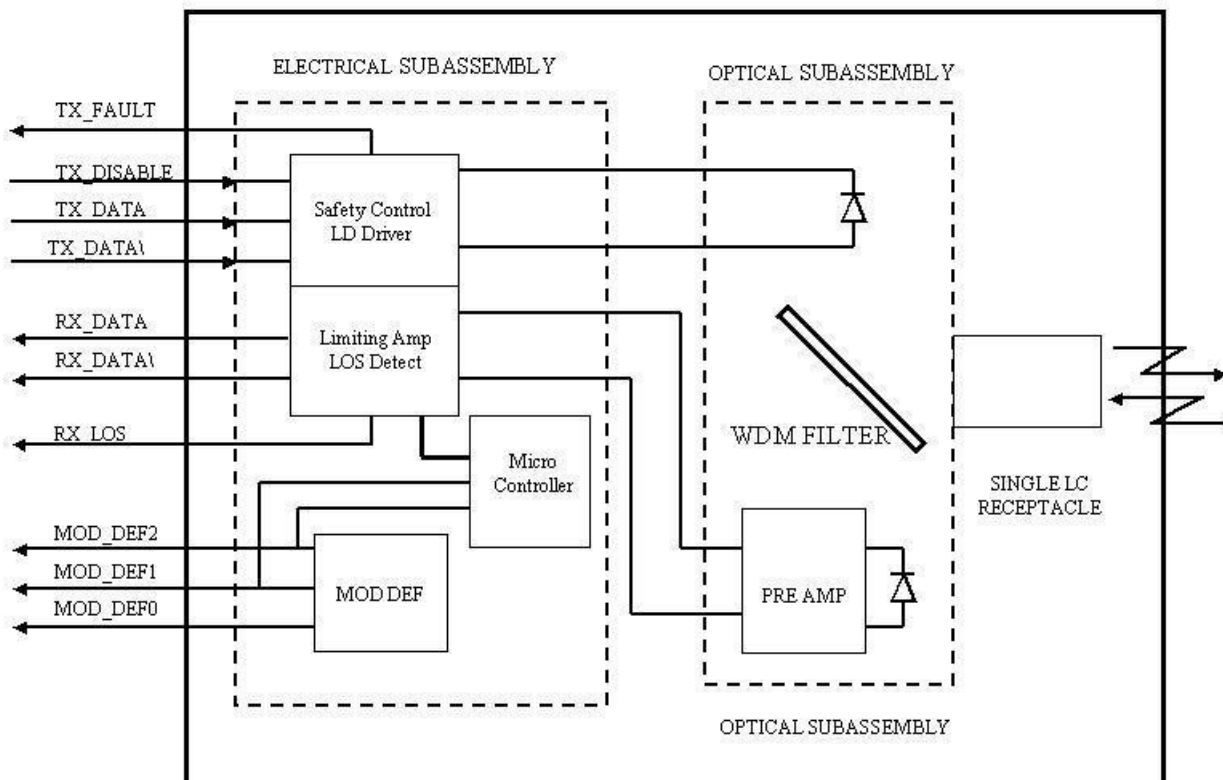 ELECTRICAL SUBASSEMBLY
OPTICAL SUBASSEMBLY
TX_FAULT
TX_DISABLE
TX_DATA
TX_DATA\
Safety Control
LD Driver
RX_DATA
RX_DATA\
Limiting Amp
LOS Detect
RX_LOS
WDM FILTER
SINGLE LC
RECEPTACLE
Micro
Controller
MOD_DEF2
MOD_DEF1
MOD_DEF0
MOD DEF
PRE AMP
OPTICAL SUBASSEMBLY